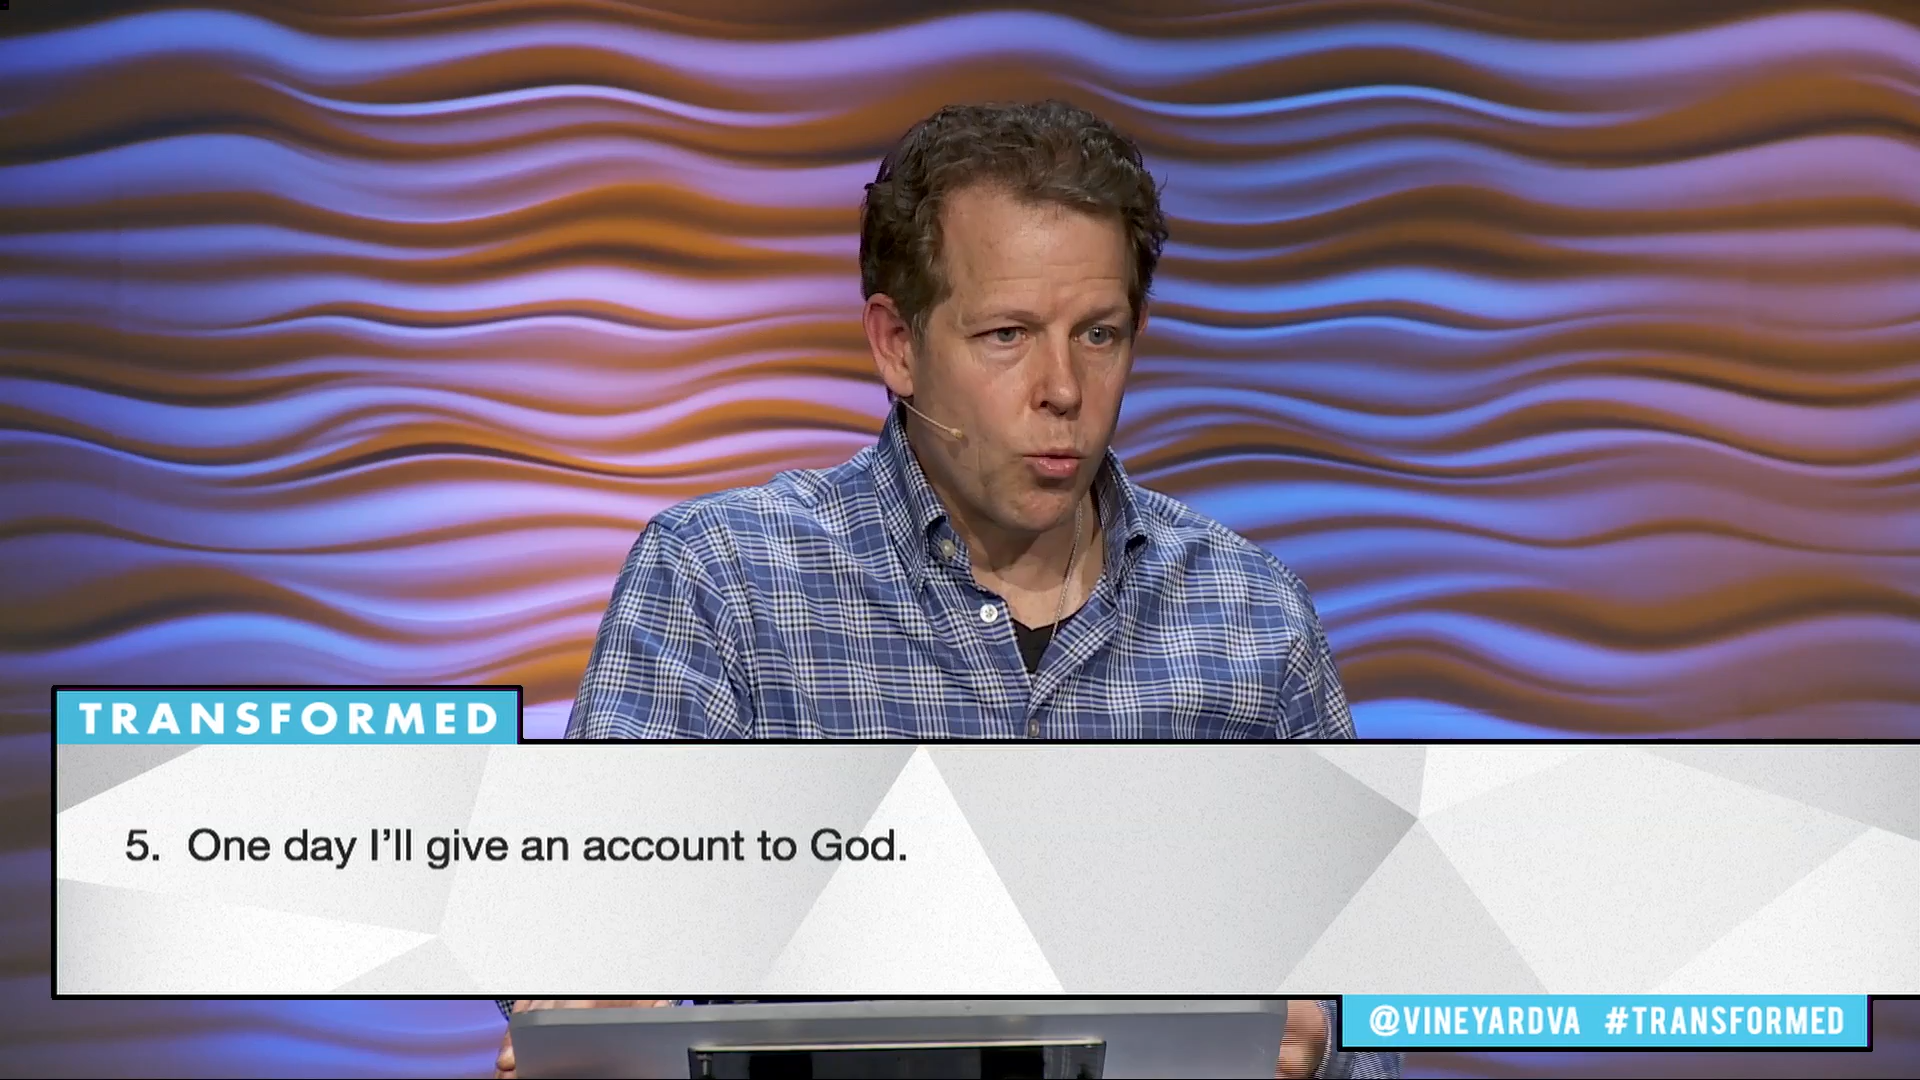 TRANSFORMED
5. One day I’ll give an account to God.
@VINEYARDVA #TRANSFORMED